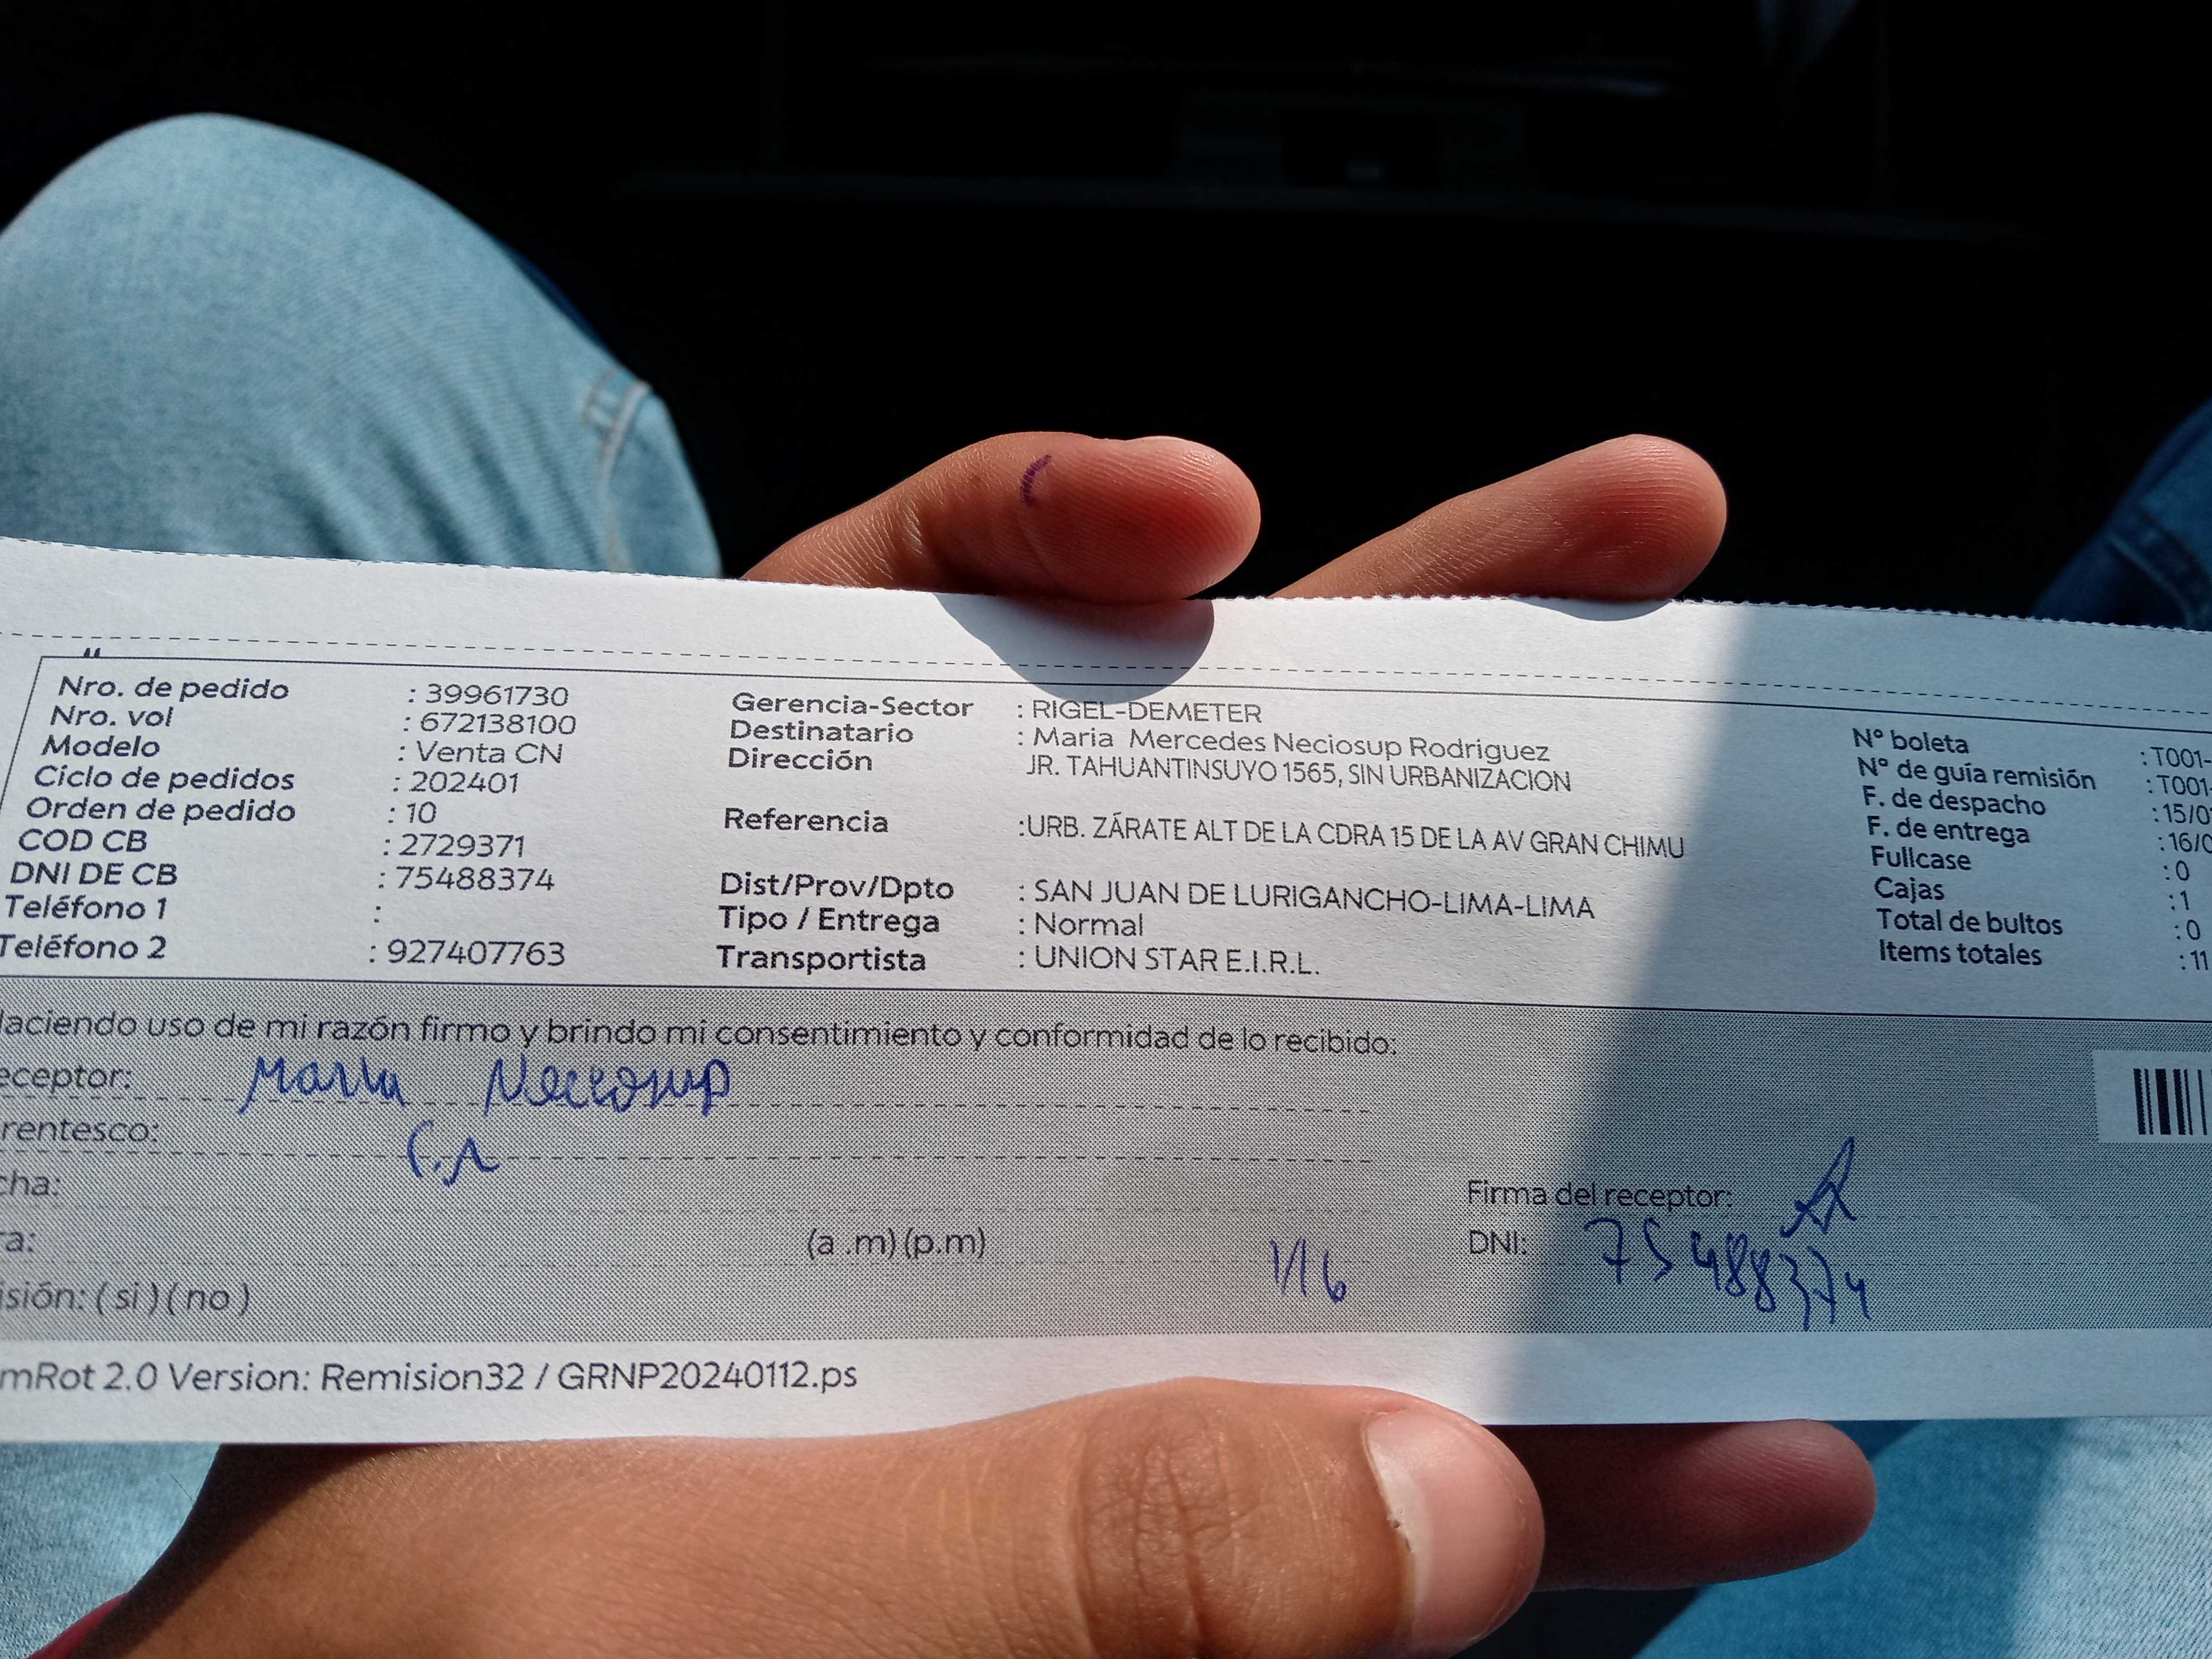 Nro. de pedido : 39961730
Nro. vol : 672138100
Modelo : Venta CN
Ciclo de pedidos : 202401
Orden de pedido : 10
COD CB : 2729371
DNI DE CB : 75488374
Teléfono 1 :
Teléfono 2 : 927407763
Gerencia-Sector : RIGEL-DEMETER
Destinatario : Maria Mercedes Neciosup Rodriguez
Dirección JR. TAHUANTINSUYO 1565, SIN URBANIZACION
Referencia :URB. ZÁRATE ALT DE LA CDRA 15 DE LA AV GRAN CHIMU
Dist/Prov/Dpto : SAN JUAN DE LURIGANCHO-LIMA-LIMA
Tipo / Entrega : Normal
Transportista : UNION STAR E.I.R.L.
N° boleta : T001-
N° de guía remisión : T001-
F. de despacho : 15/0
F. de entrega : 16/0
Fullcase : 0
Cajas : 1
Total de bultos : 0
Items totales : 11
aciendo uso de mi razón firmo y brindo mi consentimiento y conformidad de lo recibido:
eceptor: Maria Neciosup
rentesco:
cha:
Firma del receptor:
a: (a .m) (p.m)
DNI: 75488374
isión: ( si ) ( no )
mRot 2.0 Version: Remision32 / GRNP20240112.ps